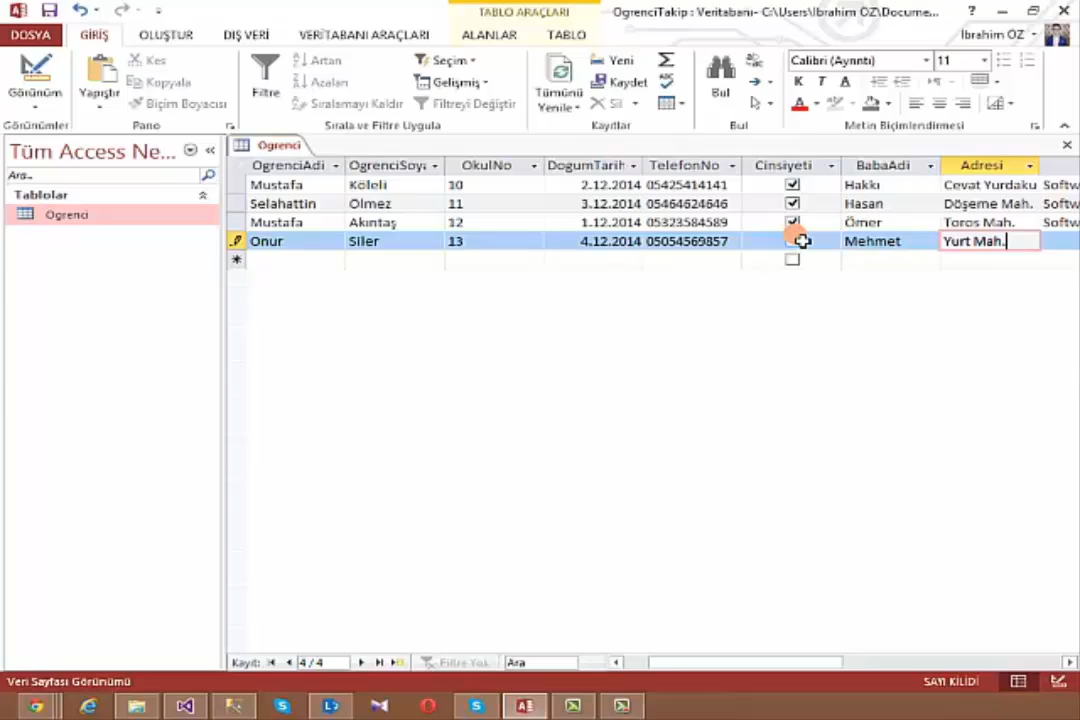 TABLO ARAÇLARI
OgrenciTakip : Veritabanı- C:\Users\İbrahim OZ\Docume...
DOSYA GİRİŞ OLUŞTUR DIŞ VERİ VERİTABANI ARAÇLARI ALANLAR TABLO İbrahim OZ
Görünüm
Yapıştır
Kes
Kopyala
Biçim Boyacısı
Filtre
Artan
Azalan
Sıralamayı Kaldır
Seçim
Gelişmiş
Filtreyi Değiştir
Tümünü
Yenile
Yeni
Kaydet
Sil
Bul
Calibri (Ayrıntı) 11
K T A
Görünümler Pano Sırala ve Filtre Uygula Kayıtlar Bul Metin Biçimlendirmesi
Tüm Access Ne...
Ara..
Tablolar
Ogrenci
Ogrenci
OgrenciAdi OgrenciSoya OkulNo DogumTarih TelefonNo Cinsiyeti BabaAdi Adresi
Mustafa Köleli 10 2.12.2014 05425414141 Hakkı Cevat Yurdaku Softw
Selahattin Olmez 11 3.12.2014 05464624646 Hasan Döşeme Mah. Softw
Mustafa Akıntaş 12 1.12.2014 05323584589 Ömer Toros Mah. Softw
Onur Siler 13 4.12.2014 05054569857 Mehmet Yurt Mah.
Kayıt: 4 / 4 Filtre Yok Ara
Veri Sayfası Görünümü SAYI KİLİDİ